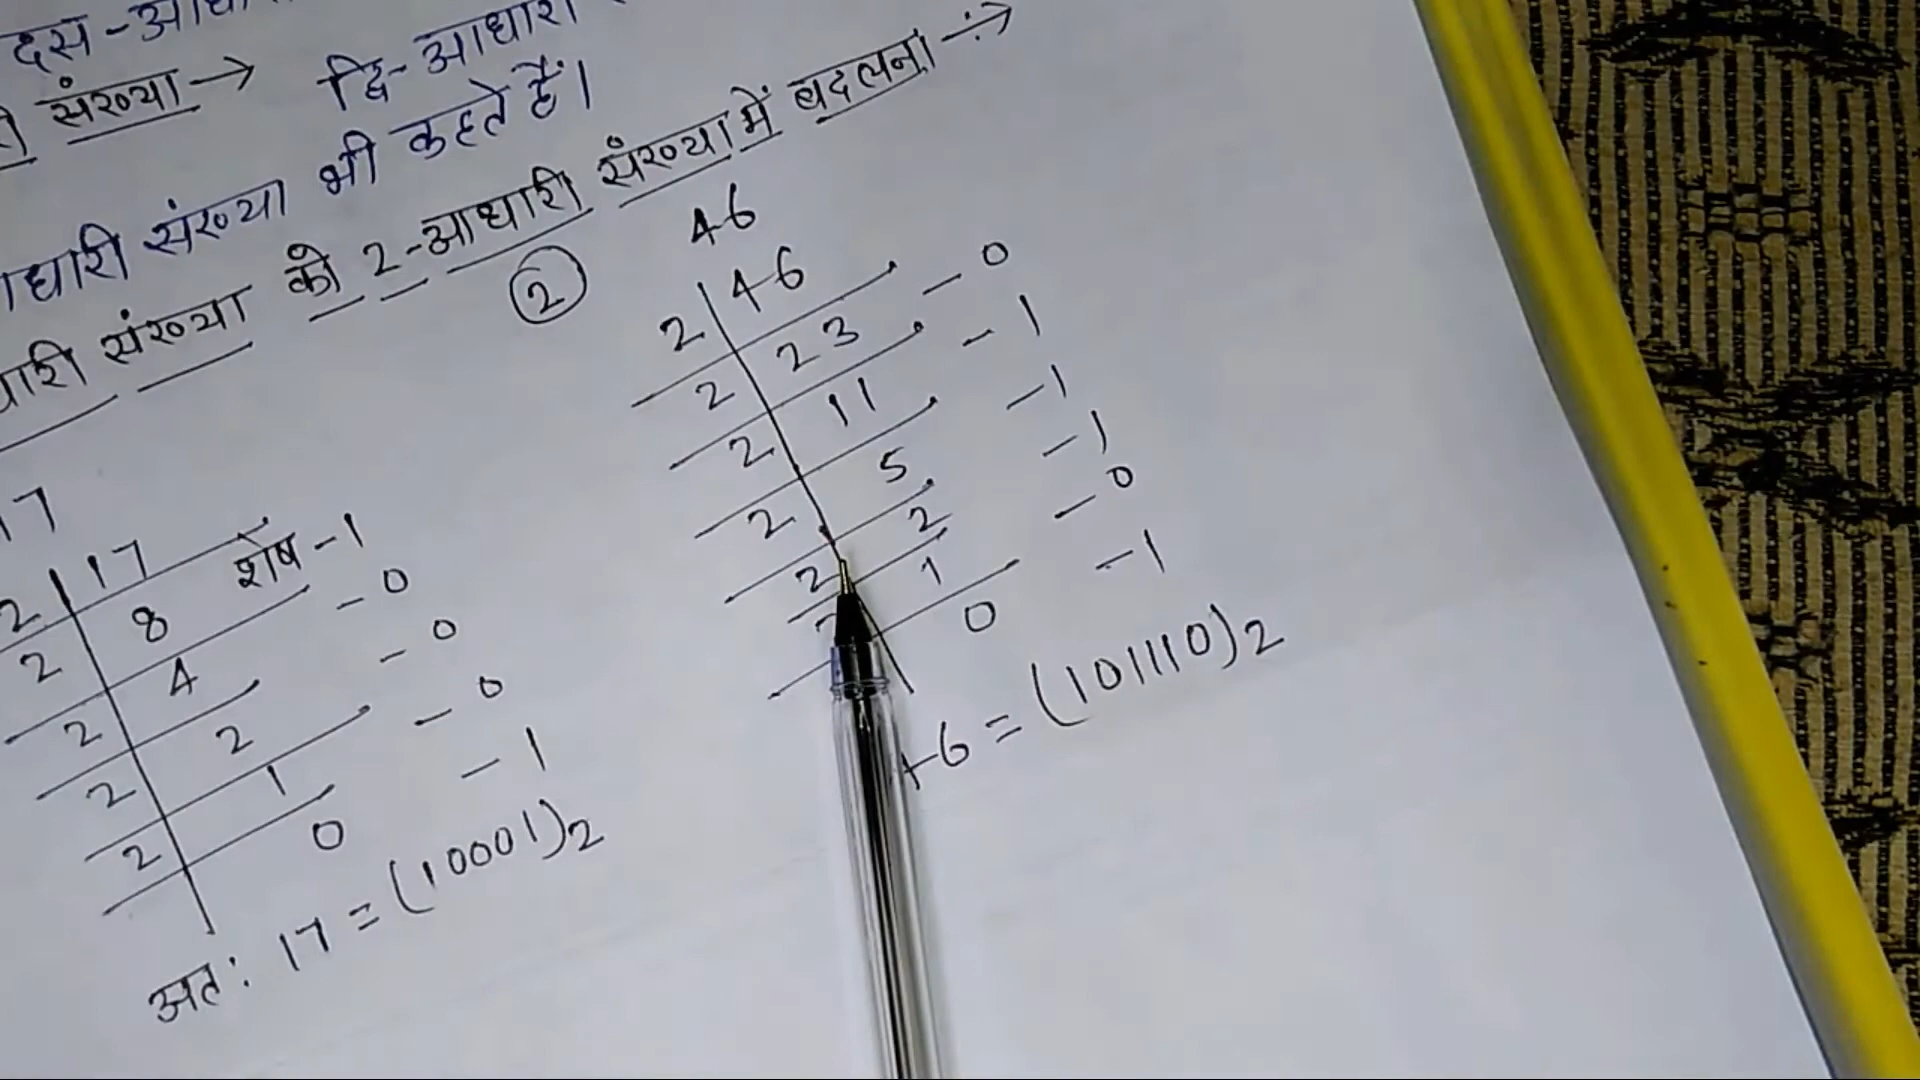 दस-आधारी
संख्या → द्वि-आधारी
संख्या भी कहते हैं।
संख्या को 2-आधारी संख्या में बदलना ÷→
② 46
2 | 46
2 | 23 - 0
2 | 11 - 1
2 | 5 - 1
2 | 2 - 1
2 | 1 - 0
0 - 1
46 = (101110)2
17
2 | 17
2 | 8 शेष - 1
2 | 4 - 0
2 | 2 - 0
2 | 1 - 0
0 - 1
अतः 17 = (10001)2